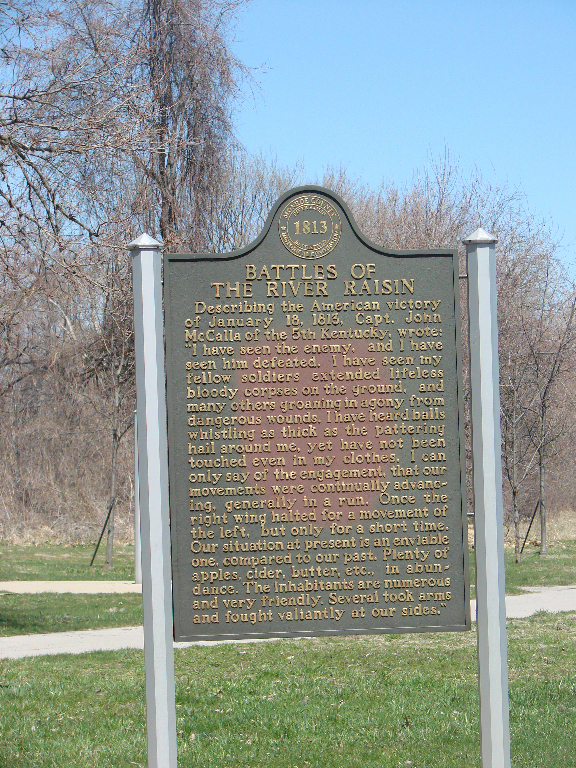 MONROE COUNTY
1813
BATTLES OF
THE RIVER RAISIN
Describing the American victory
of January 18, 1813, Capt. John
McCalla of the 5th Kentucky, wrote:
"I have seen the enemy, and I have
seen him defeated. I have seen my
fellow soldiers extended lifeless
bloody corpses on the ground, and
many others groaning in agony from
dangerous wounds. I have heard balls
whistling as thick as the pattering
hail around me, yet have not been
touched even in my clothes. I can
only say of the engagement, that our
movements were continually advanc-
ing, generally in a run. Once the
right wing halted for a movement of
the left, but only for a short time.
Our situation at present is an enviable
one, compared to our past. Plenty of
apples, cider, butter, etc., in abun-
dance. The inhabitants are numerous
and very friendly. Several took arms
and fought valiantly at our sides."